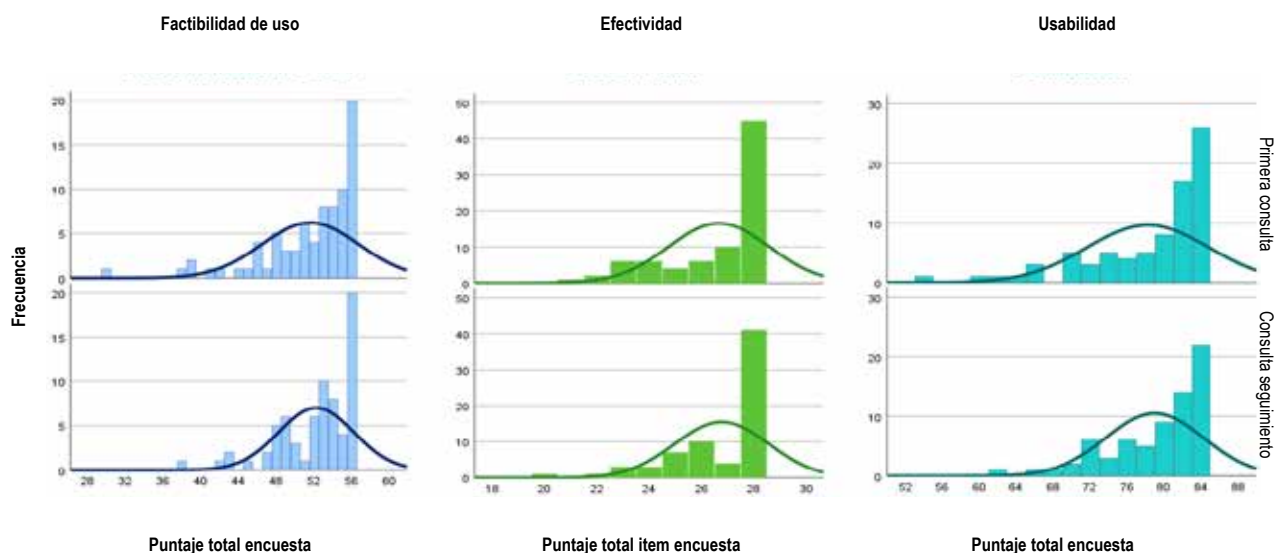 Factibilidad de uso
Efectividad
Usabilidad
20
15
10
5
0
50
40
30
20
10
0
30
20
10
0
Primera consulta
Frecuencia
20
15
10
5
0
50
40
30
20
10
0
30
20
10
0
Consulta seguimiento
28 32 36 40 44 48 52 56 60
18 20 22 24 26 28 30
52 56 60 64 68 72 76 80 84 88
Puntaje total encuesta
Puntaje total item encuesta
Puntaje total encuesta